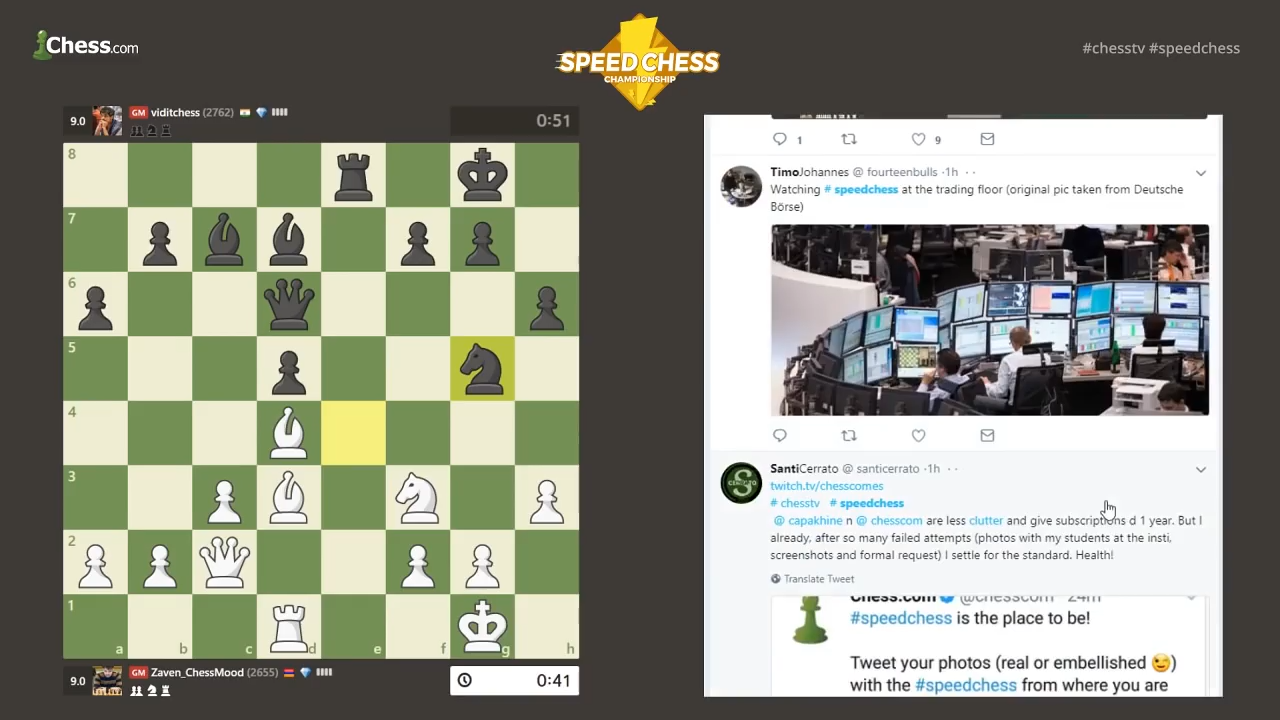 Chess.com
SPEED CHESS
CHAMPIONSHIP
#chesstv #speedchess
9.0
GM viditchess (2762)
0:51
8
7
6
5
4
3
2
1
a b c d e f g h
9.0
GM Zaven_ChessMood (2655)
0:41
1 9
TimoJohannes @ fourteenbulls ·1h ··
Watching # speedchess at the trading floor (original pic taken from Deutsche
Börse)
SantiCerrato @ santicerrato ·1h ··
twitch.tv/chesscomes
# chesstv # speedchess
@ capakhine n @ chesscom are less clutter and give subscriptions d 1 year. But I
already, after so many failed attempts (photos with my students at the insti,
screenshots and formal request) I settle for the standard. Health!
Translate Tweet
Chess.com @chesscom · 24m
#speedchess is the place to be!
Tweet your photos (real or embellished 😉)
with the #speedchess from where you are